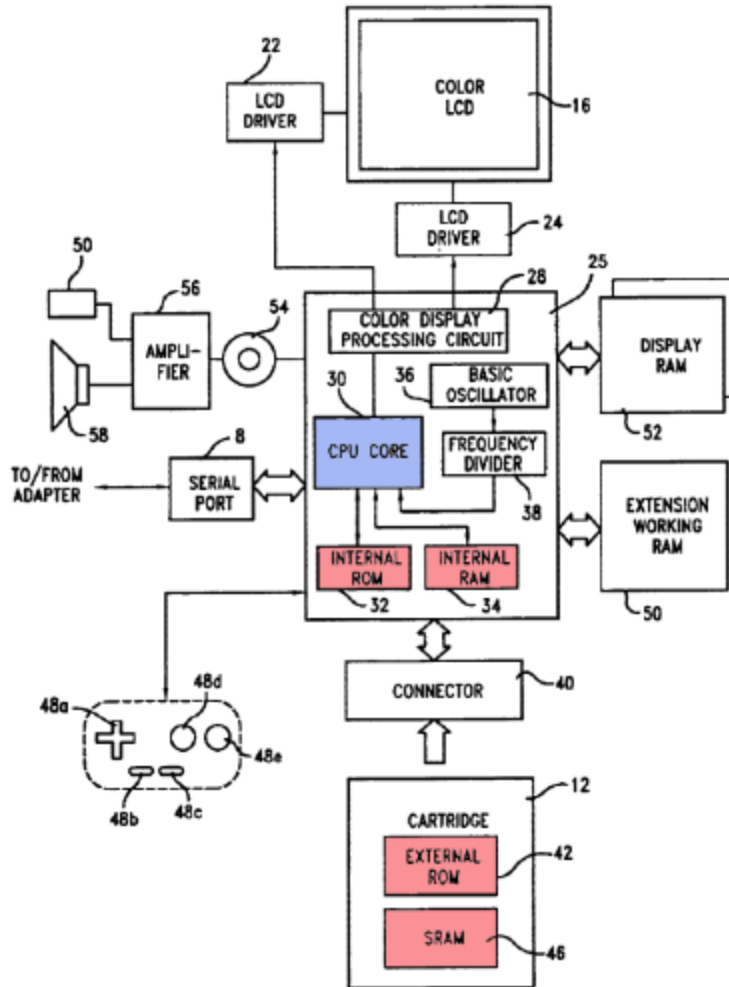 22
LCD
DRIVER
COLOR
LCD
16
LCD
DRIVER
24
50
56
54
28
25
AMPLI-
FIER
COLOR DISPLAY
PROCESSING CIRCUIT
DISPLAY
RAM
52
58
30
36
BASIC
OSCILLATOR
CPU CORE
FREQUENCY
DIVIDER
38
8
TO/FROM
ADAPTER
SERIAL
PORT
EXTENSION
WORKING
RAM
50
INTERNAL
ROM
32
INTERNAL
RAM
34
CONNECTOR
40
48a
48d
48e
48b
48c
12
CARTRIDGE
EXTERNAL
ROM
42
SRAM
46